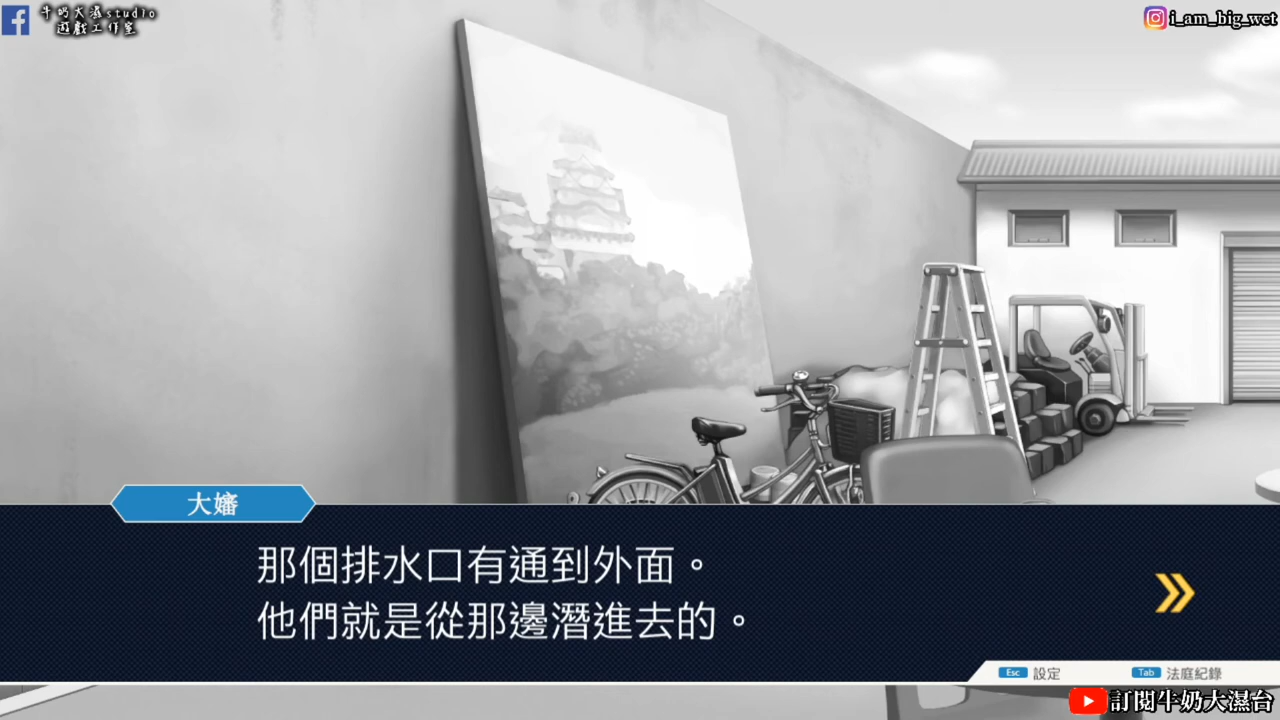 牛奶大濕studio
遊戲工作室
i_am_big_wet
大嬸
那個排水口有通到外面。
他們就是從那邊潛進去的。
Esc 設定
Tab 法庭紀錄
訂閱牛奶大濕台